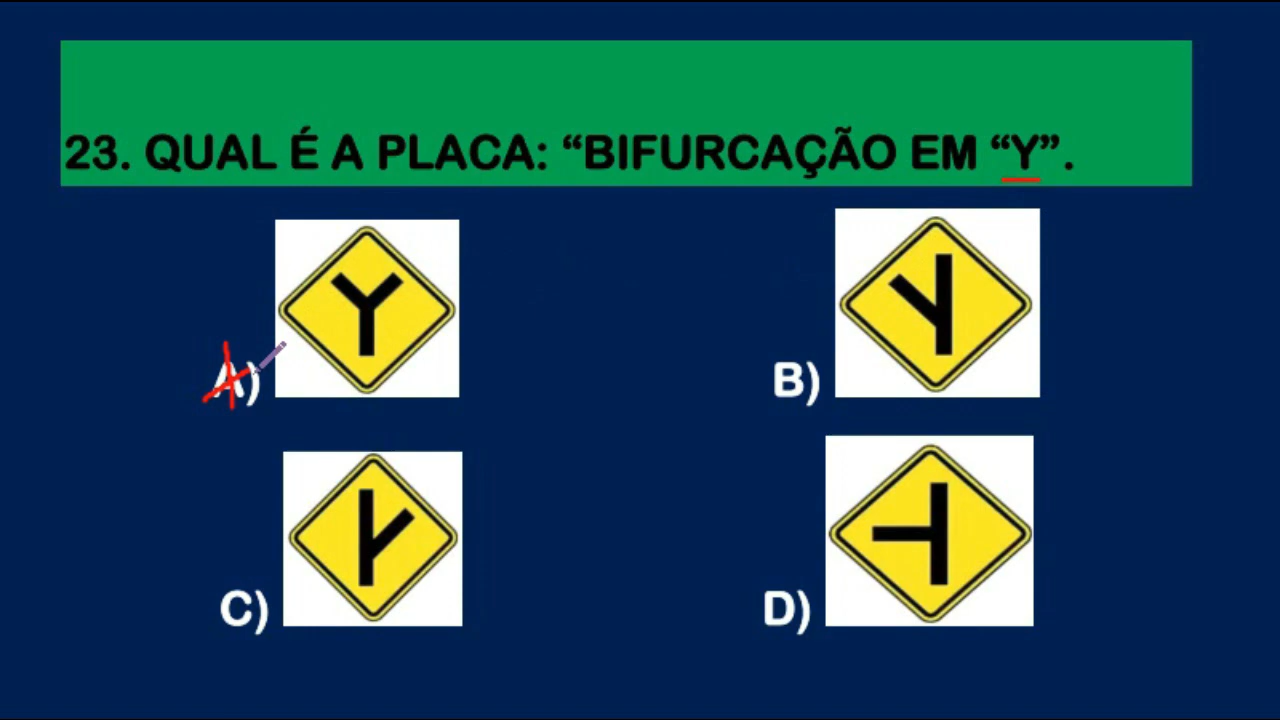 23. QUAL É A PLACA: “BIFURCAÇÃO EM “Y”.
A)
B)
C)
D)